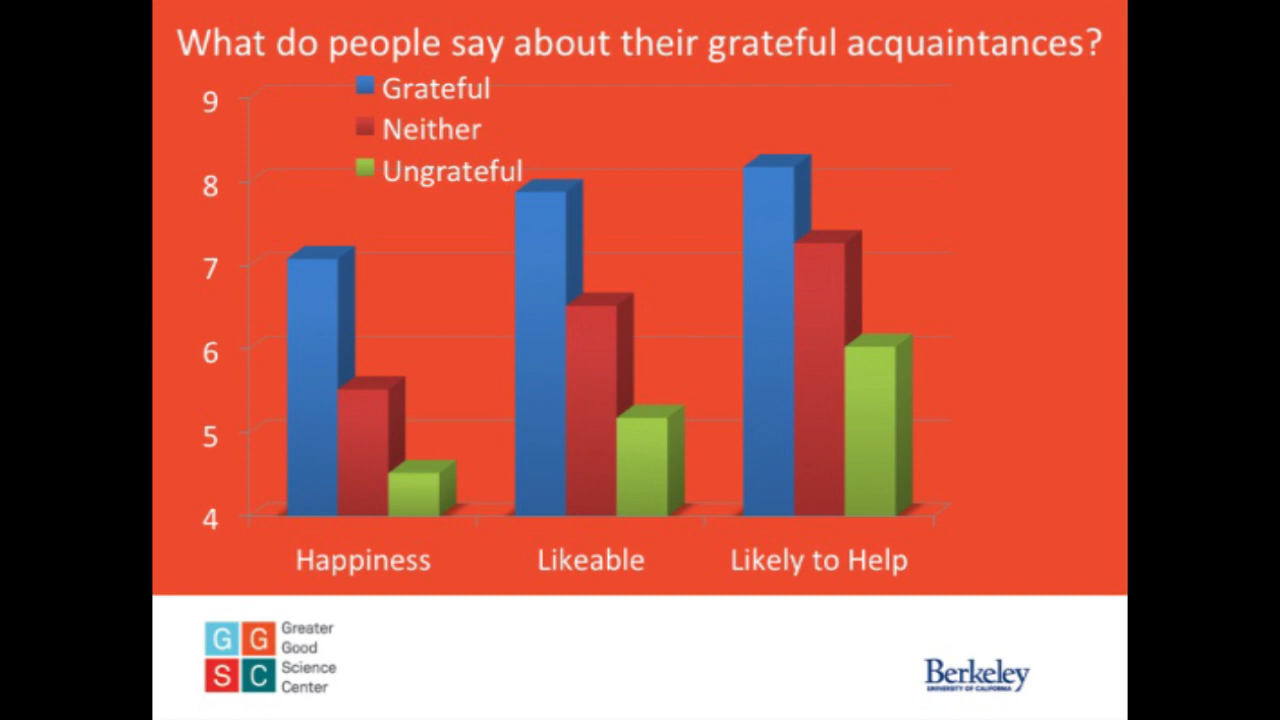 What do people say about their grateful acquaintances?
Grateful
Neither
Ungrateful
9
8
7
6
5
4
Happiness
Likeable
Likely to Help
G G
S C
Greater
Good
Science
Center
Berkeley
UNIVERSITY OF CALIFORNIA